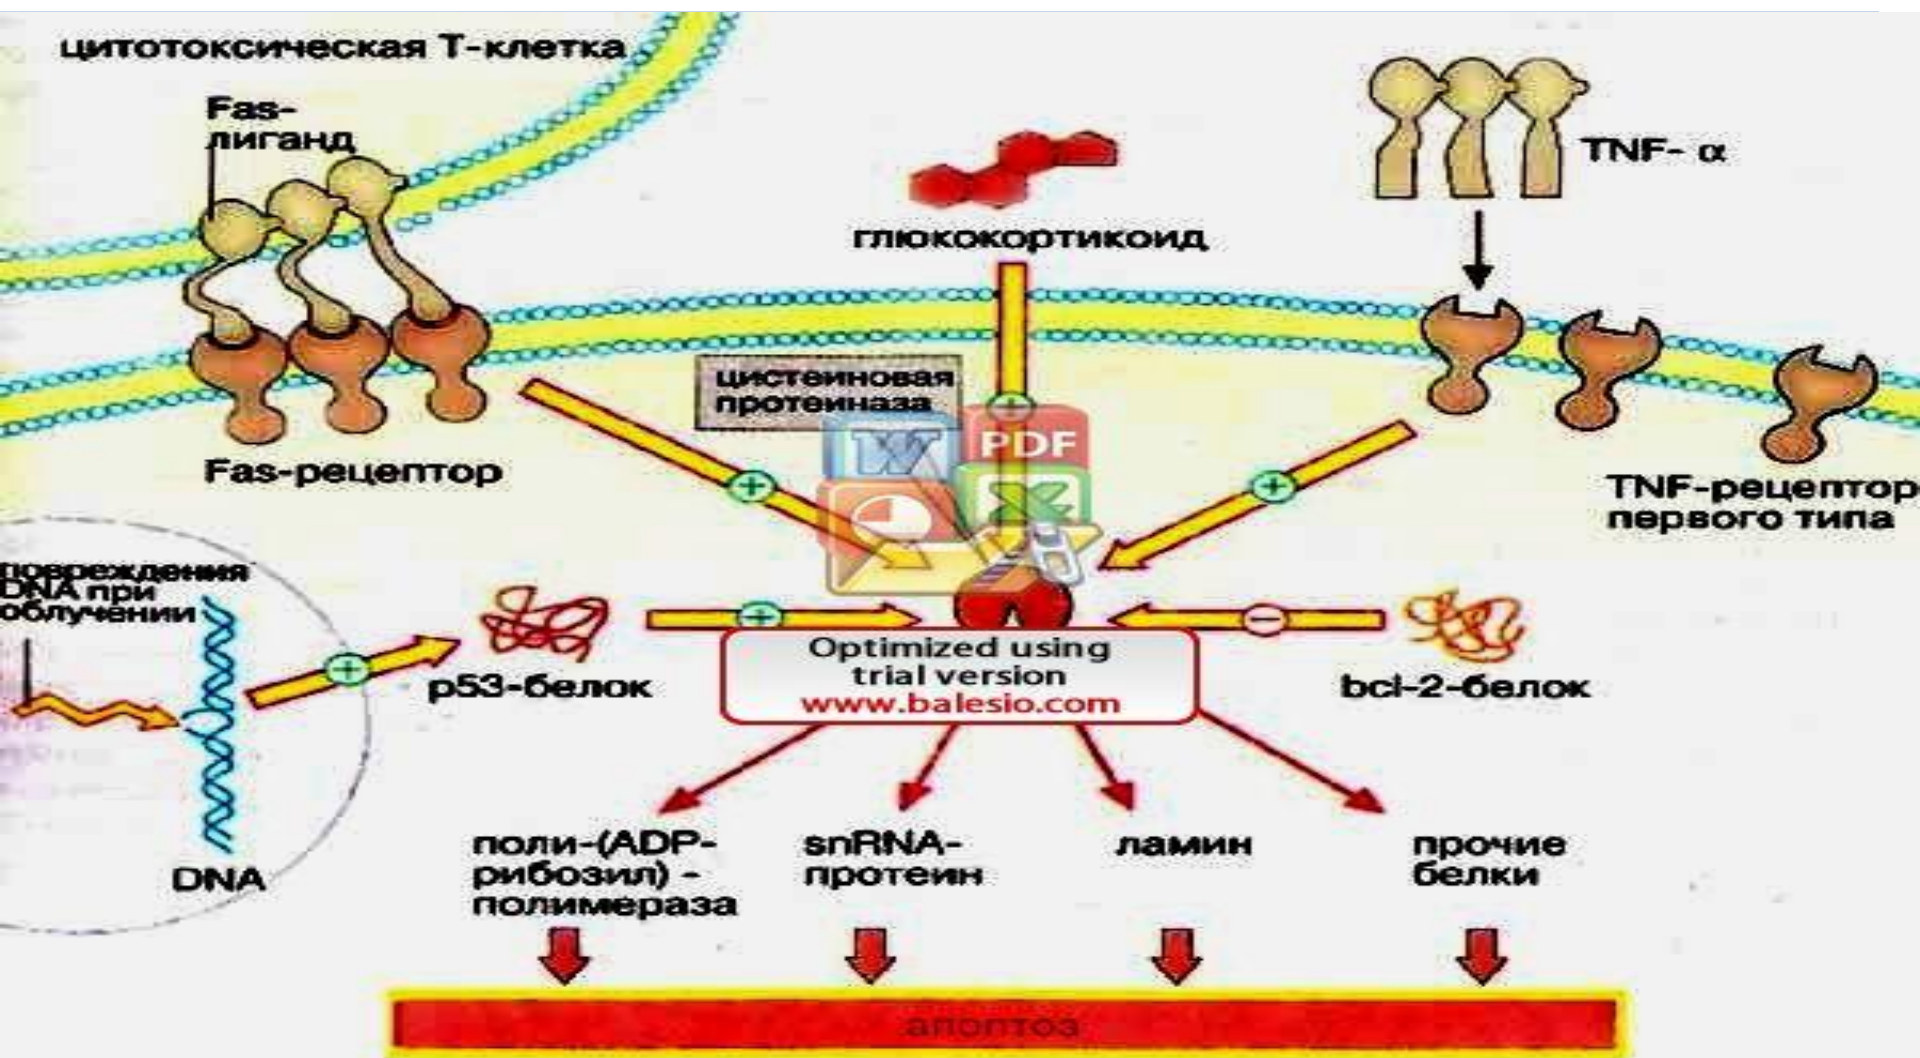 цитотоксическая Т-клетка
Fas-
лиганд
TNF- α
глюкокортикоид
цистеиновая
протеиназа
PDF
W
Fas-рецептор
TNF-рецептор
первого типа
повреждения
DNA при
облучении
p53-белок
Optimized using
trial version
www.balesio.com
bcl-2-белок
DNA
поли-(ADP-
рибозил) -
полимераза
snRNA-
протеин
ламин
прочие
белки
апоптоз